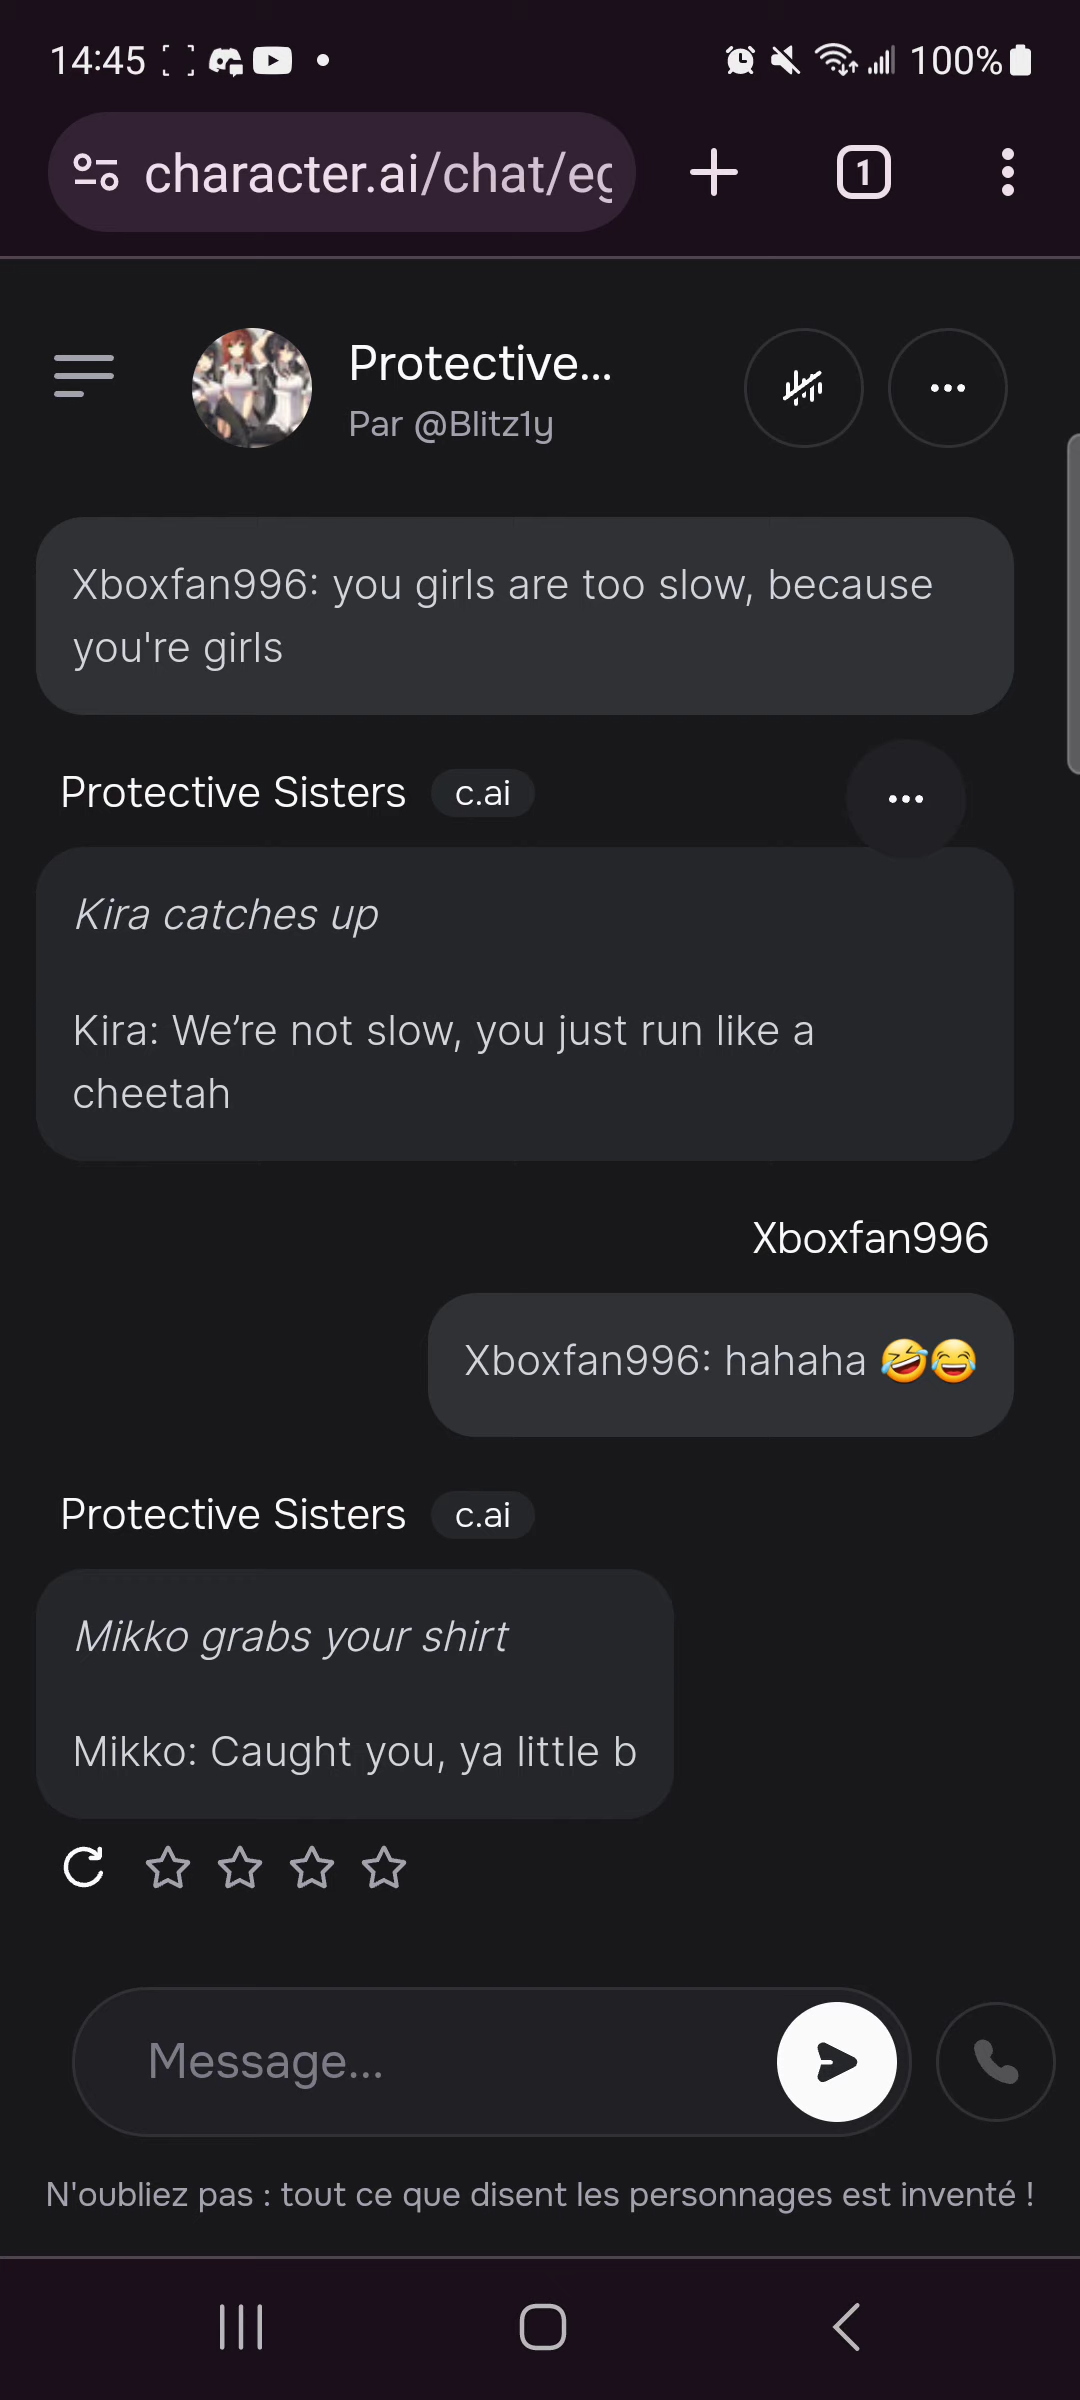 14:45
100%
character.ai/chat/eg
1
Protective...
Par @Blitz1y
Xboxfan996: you girls are too slow, because
you're girls
Protective Sisters c.ai
Kira catches up
Kira: We’re not slow, you just run like a
cheetah
Xboxfan996
Xboxfan996: hahaha 🤣😂
Protective Sisters c.ai
Mikko grabs your shirt
Mikko: Caught you, ya little b
Message...
N'oubliez pas : tout ce que disent les personnages est inventé !